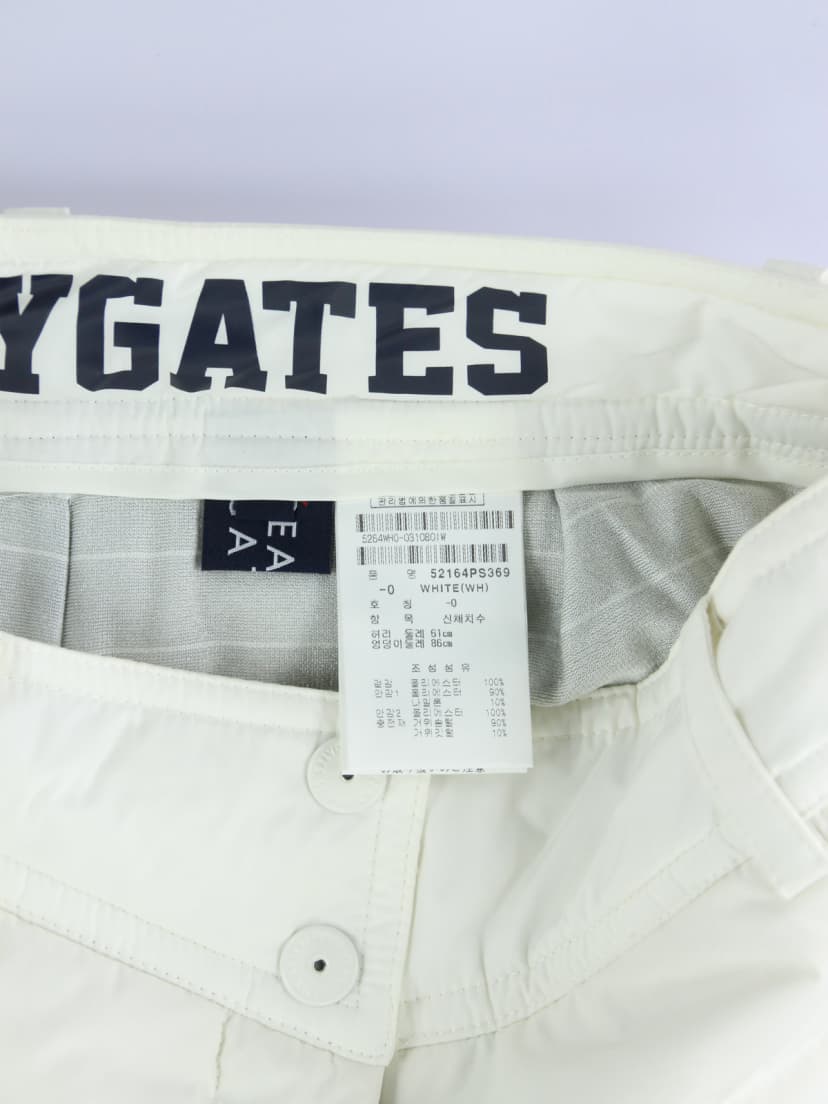 YGATES
EA
A
관리법에의한품질표시
5264WH0-031080IW
품 명 52164PS369
-0 WHITE(WH)
호 칭 -0
항 목 신체치수
허리 둘레 61cm
엉덩이둘레 86cm
조 성 섬 유
겉감 폴리에스터 100%
안감1 폴리에스터 90%
나일론 10%
안감2 폴리에스터 100%
충전재 거위솜털 90%
거위깃털 10%